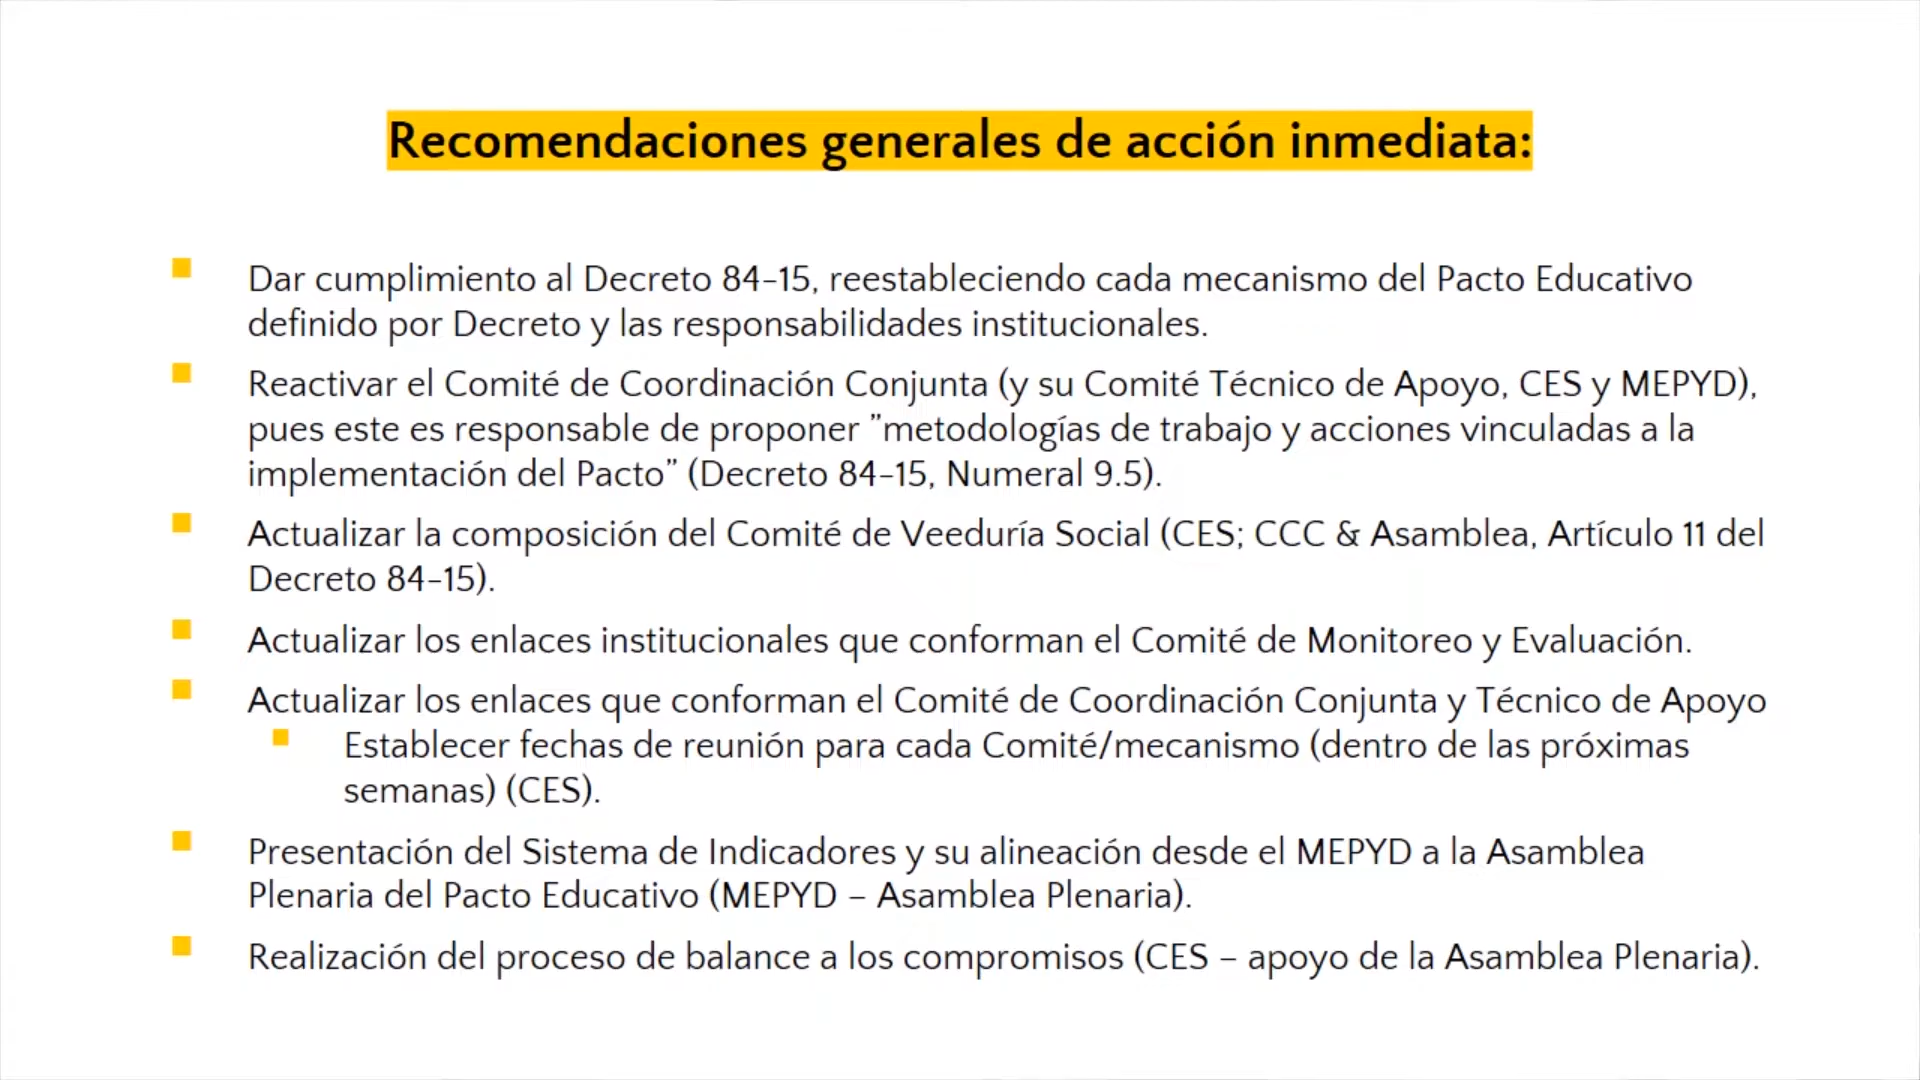 Recomendaciones generales de acción inmediata:
Dar cumplimiento al Decreto 84-15, reestableciendo cada mecanismo del Pacto Educativo
definido por Decreto y las responsabilidades institucionales.
Reactivar el Comité de Coordinación Conjunta (y su Comité Técnico de Apoyo, CES y MEPYD),
pues este es responsable de proponer ”metodologías de trabajo y acciones vinculadas a la
implementación del Pacto” (Decreto 84-15, Numeral 9.5).
Actualizar la composición del Comité de Veeduría Social (CES; CCC & Asamblea, Artículo 11 del
Decreto 84-15).
Actualizar los enlaces institucionales que conforman el Comité de Monitoreo y Evaluación.
Actualizar los enlaces que conforman el Comité de Coordinación Conjunta y Técnico de Apoyo
Establecer fechas de reunión para cada Comité/mecanismo (dentro de las próximas
semanas) (CES).
Presentación del Sistema de Indicadores y su alineación desde el MEPYD a la Asamblea
Plenaria del Pacto Educativo (MEPYD – Asamblea Plenaria).
Realización del proceso de balance a los compromisos (CES – apoyo de la Asamblea Plenaria).